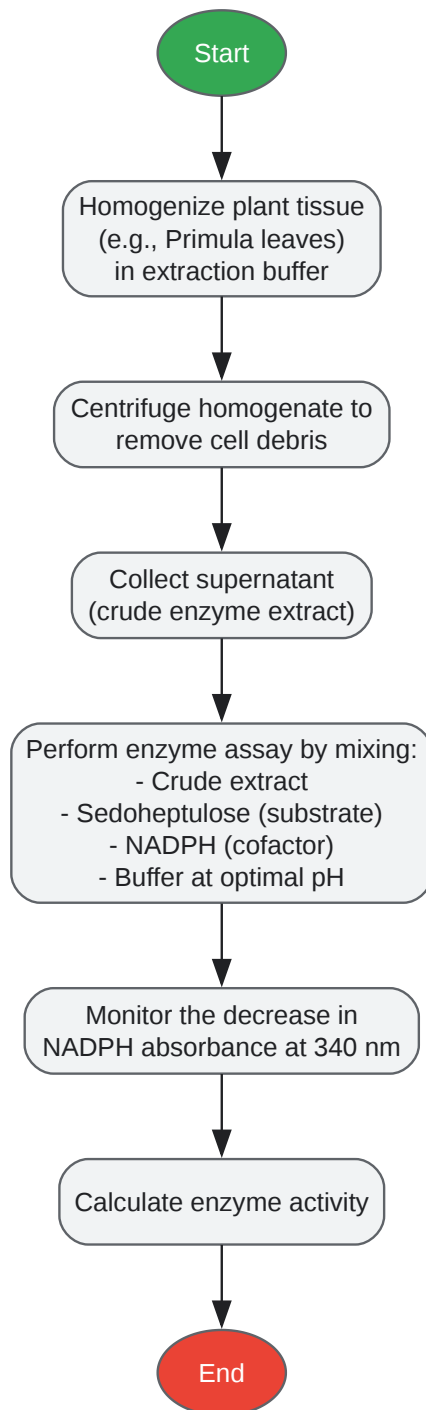 Start
Homogenize plant tissue
(e.g., Primula leaves)
in extraction buffer
Centrifuge homogenate to
remove cell debris
Collect supernatant
(crude enzyme extract)
Perform enzyme assay by mixing:
- Crude extract
- Sedoheptulose (substrate)
- NADPH (cofactor)
- Buffer at optimal pH
Monitor the decrease in
NADPH absorbance at 340 nm
Calculate enzyme activity
End